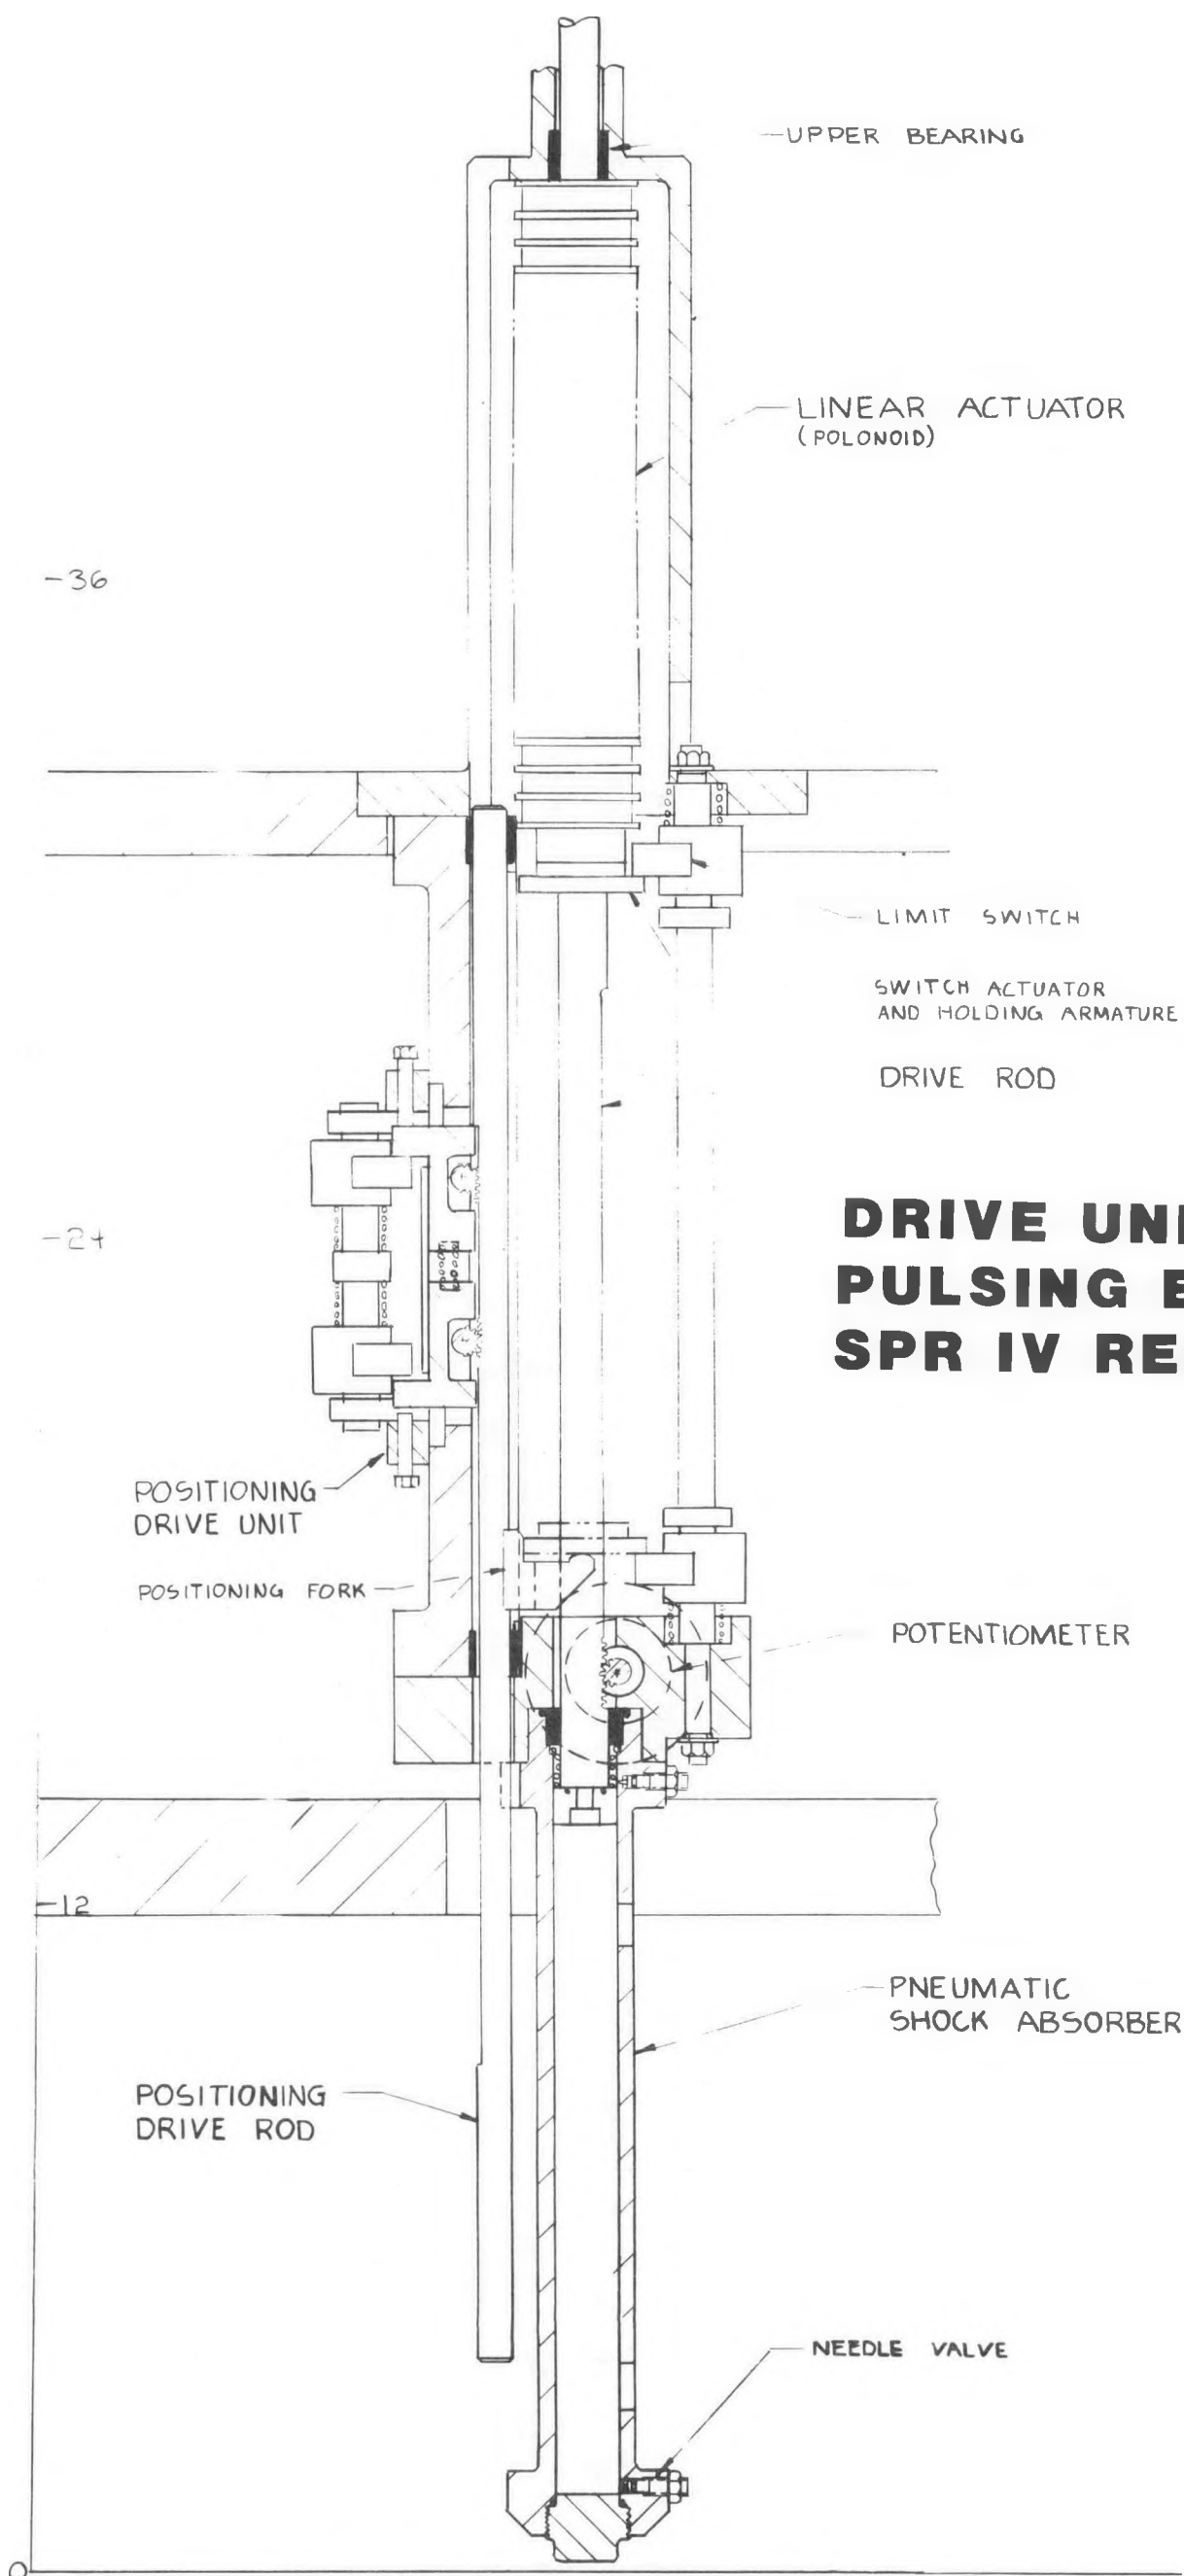 UPPER BEARING
LINEAR ACTUATOR
(POLONOID)
-36
LIMIT SWITCH
SWITCH ACTUATOR
AND HOLDING ARMATURE
DRIVE ROD
DRIVE UNI
-24
PULSING E
SPR IV RE
POSITIONING
DRIVE UNIT
POSITIONING FORK
POTENTIOMETER
-12
PNEUMATIC
SHOCK ABSORBER
POSITIONING
DRIVE ROD
NEEDLE VALVE
0